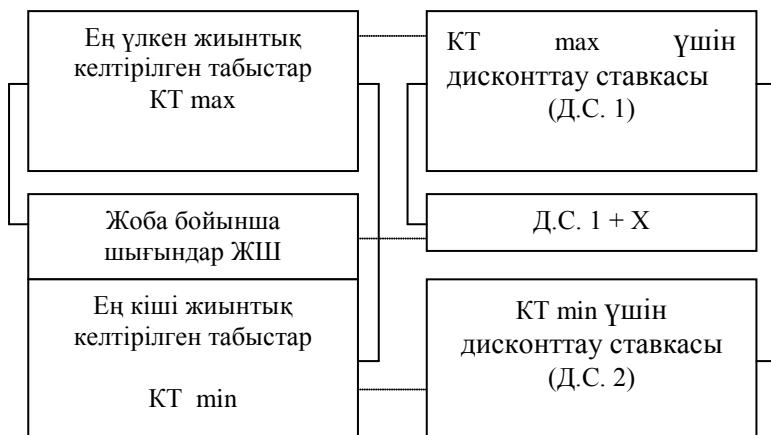 Ең үлкен жиынтық
келтірілген табыстар
КТ max
КТ max үшін
дисконттау ставкасы
(Д.С. 1)
Жоба бойынша
шығындар ЖШ
Д.С. 1 + Х
Ең кіші жиынтық
келтірілген табыстар
КТ min
КТ min үшін
дисконттау ставкасы
(Д.С. 2)